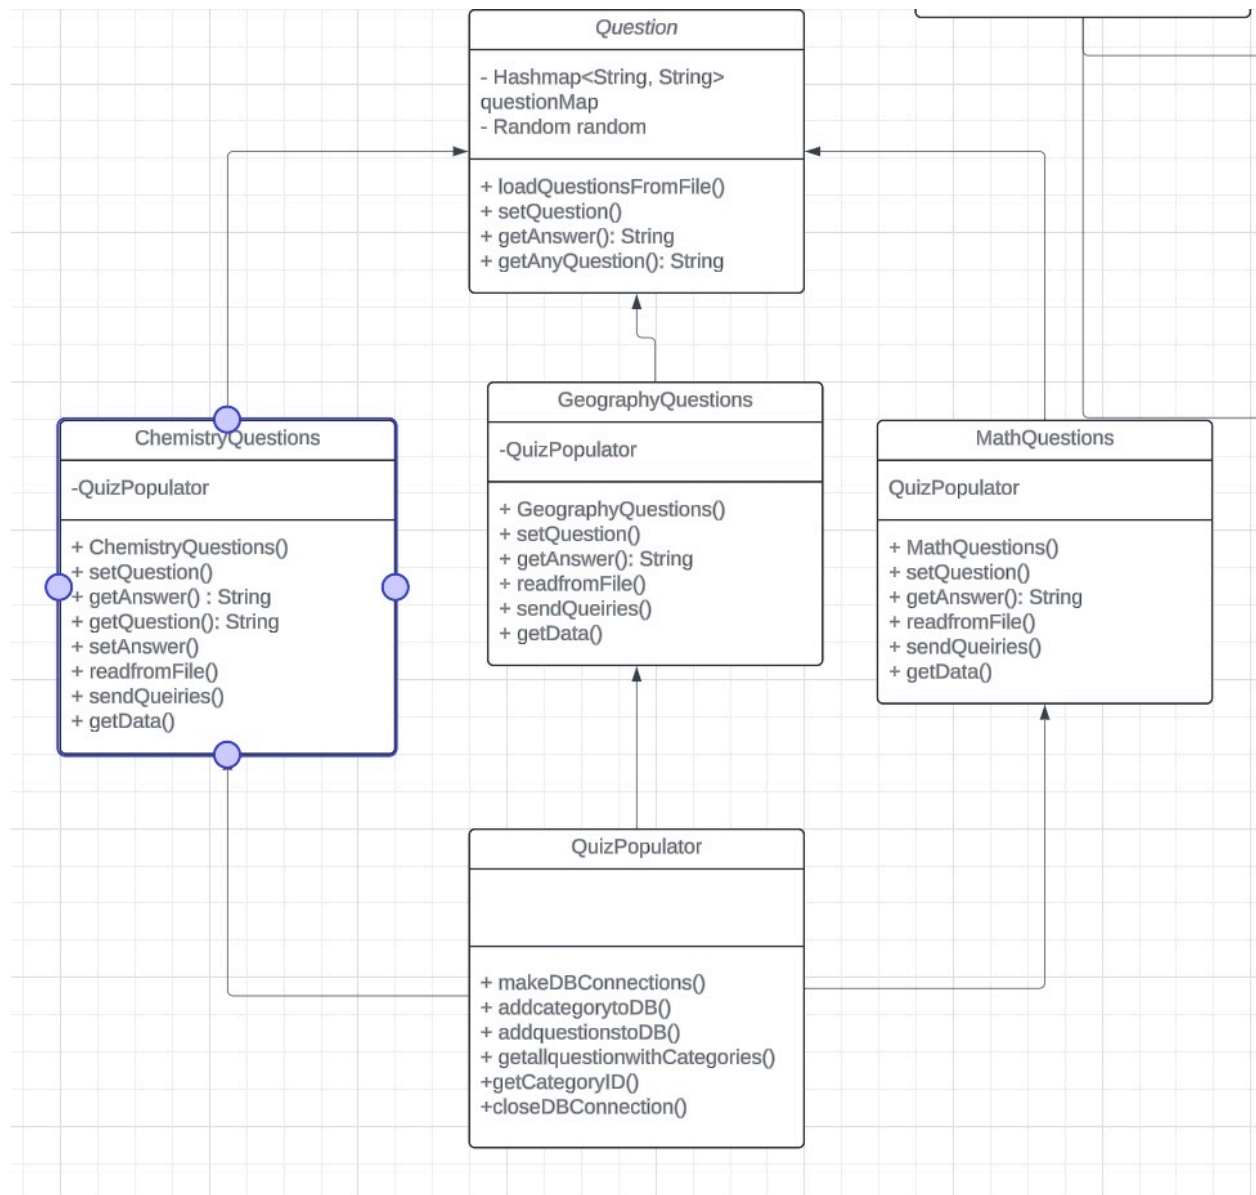 Question
- Hashmap<String, String>
questionMap
- Random random
+ loadQuestionsFromFile()
+ setQuestion()
+ getAnswer(): String
+ getAnyQuestion(): String
ChemistryQuestions
-QuizPopulator
+ ChemistryQuestions()
+ setQuestion()
+ getAnswer() : String
+ getQuestion(): String
+ setAnswer()
+ readfromFile()
+ sendQueiries()
+ getData()
GeographyQuestions
-QuizPopulator
+ GeographyQuestions()
+ setQuestion()
+ getAnswer(): String
+ readfromFile()
+ sendQueiries()
+ getData()
MathQuestions
QuizPopulator
+ MathQuestions()
+ setQuestion()
+ getAnswer(): String
+ readfromFile()
+ sendQueiries()
+ getData()
QuizPopulator
+ makeDBConnections()
+ addcategorytoDB()
+ addquestionstoDB()
+ getallquestionwithCategories()
+getCategoryID()
+closeDBConnection()